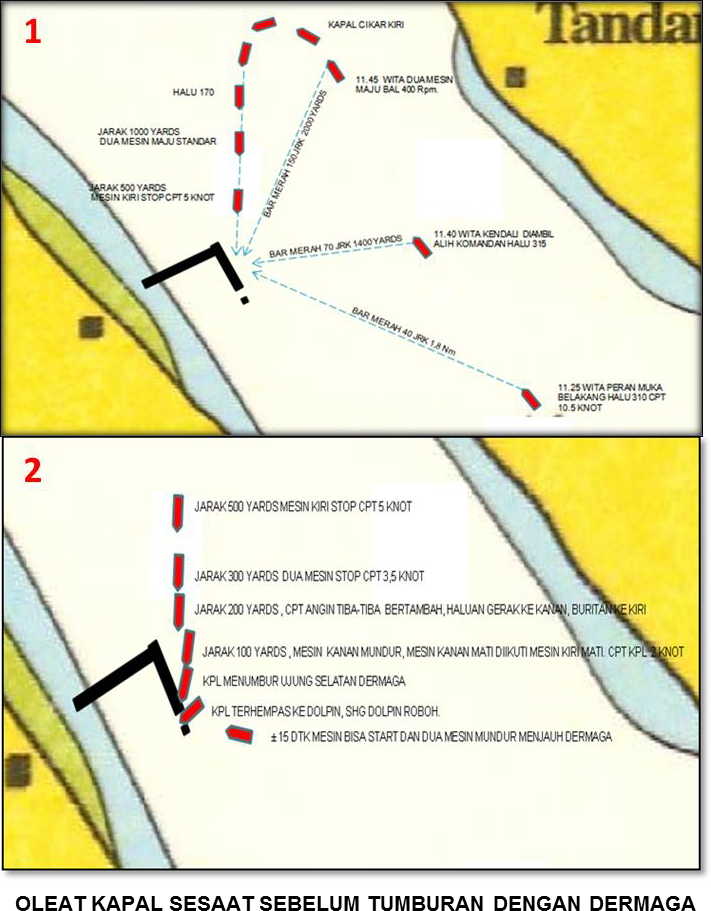 1
Tandar
KAPAL CIKAR KIRI
11.45 WITA DUA MESIN
MAJU BAL 400 Rpm.
HALU 170
BAR MERAH 150 JRK 2000 YARDS
JARAK 1000 YARDS
DUA MESIN MAJU STANDAR
JARAK 500 YARDS
MESIN KIRI STOP CPT 5 KNOT
11.40 WITA KENDALI DIAMBIL
ALIH KOMANDAN HALU 315
BAR MERAH 70 JRK 1400 YARDS
BAR MERAH 40 JRK 1,8 Nm
11.25 WITA PERAN MUKA
BELAKANG HALU 310 CPT
10.5 KNOT
2
JARAK 500 YARDS MESIN KIRI STOP CPT 5 KNOT
JARAK 300 YARDS DUA MESIN STOP CPT 3,5 KNOT
JARAK 200 YARDS , CPT ANGIN TIBA-TIBA BERTAMBAH, HALUAN GERAK KE KANAN, BURITAN KE KIRI
JARAK 100 YARDS , MESIN KANAN MUNDUR, MESIN KANAN MATI DIIKUTI MESIN KIRI MATI. CPT KPL 2 KNOT
KPL MENUMBUR UJUNG SELATAN DERMAGA
KPL TERHEMPAS KE DOLPIN, SHG DOLPIN ROBOH.
±15 DTK MESIN BISA START DAN DUA MESIN MUNDUR MENJAUH DERMAGA
OLEAT KAPAL SESAAT SEBELUM TUMBURAN DENGAN DERMAGA